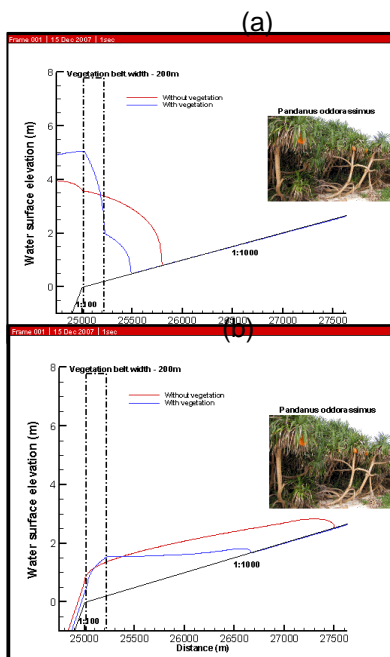 (a)
Frame 001 | 15 Dec 2007 | 1sec
Vegetation belt width - 200m
Without vegetation
With vegetation
Pandanus oddorassimus
Water surface elevation (m)
8
6
4
2
0
1:100
1:1000
25000 25500 26000 26500 27000 27500
(b)
Frame 001 | 15 Dec 2007 | 1sec
Vegetation belt width - 200m
Without vegetation
With vegetation
Pandanus oddorassimus
Water surface elevation (m)
8
6
4
2
0
1:100
1:1000
25000 25500 26000 26500 27000 27500
Distance (m)